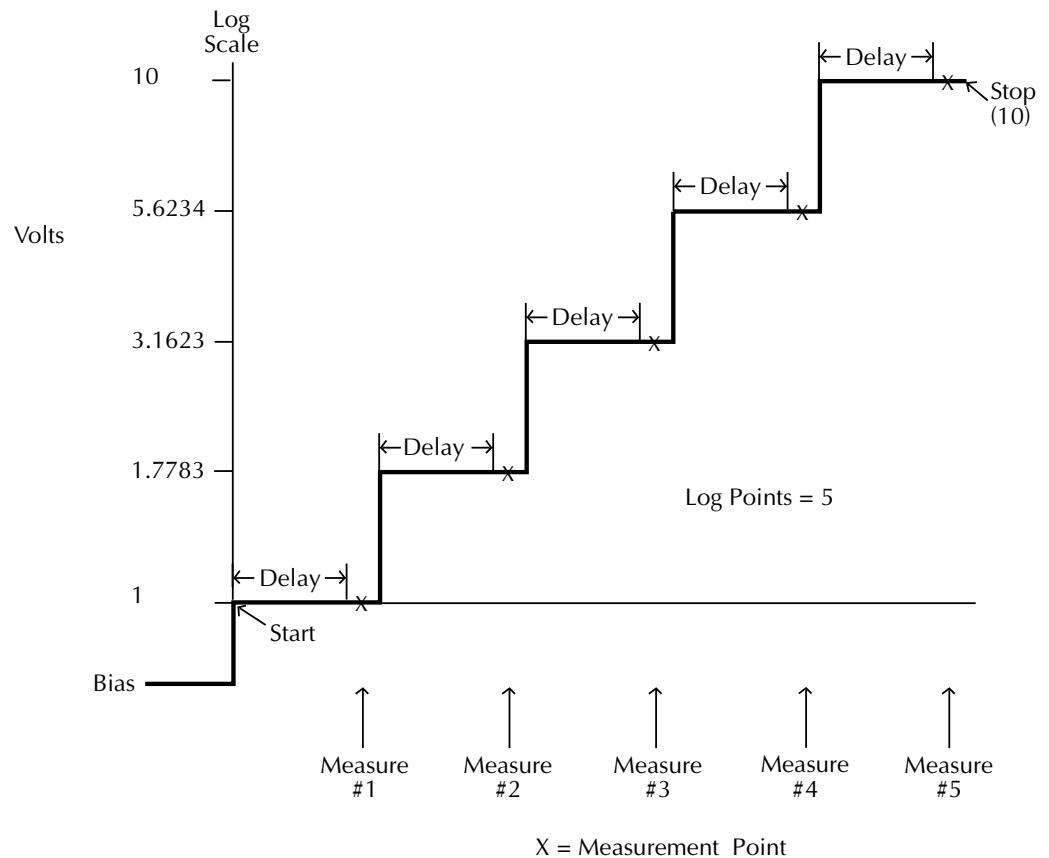 Log
Scale
10
Delay
Stop
(10)
Delay
5.6234
Volts
Delay
3.1623
Delay
1.7783
X
X
X
X
X
Log Points = 5
Delay
1
Start
Bias
Measure
#1
Measure
#2
Measure
#3
Measure
#4
Measure
#5
X = Measurement Point